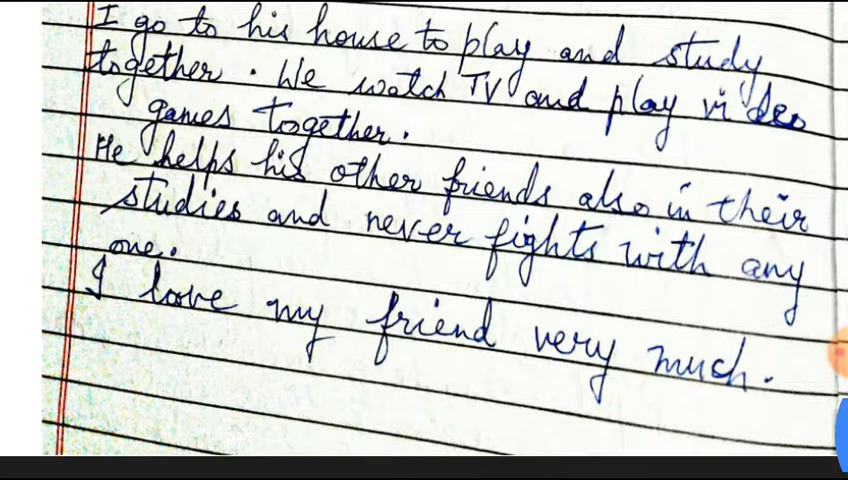 I go to his house to play and study
together. We watch TV and play video
games together.
He helps his other friends also in their
studies and never fights with any
one.
I love my friend very much.